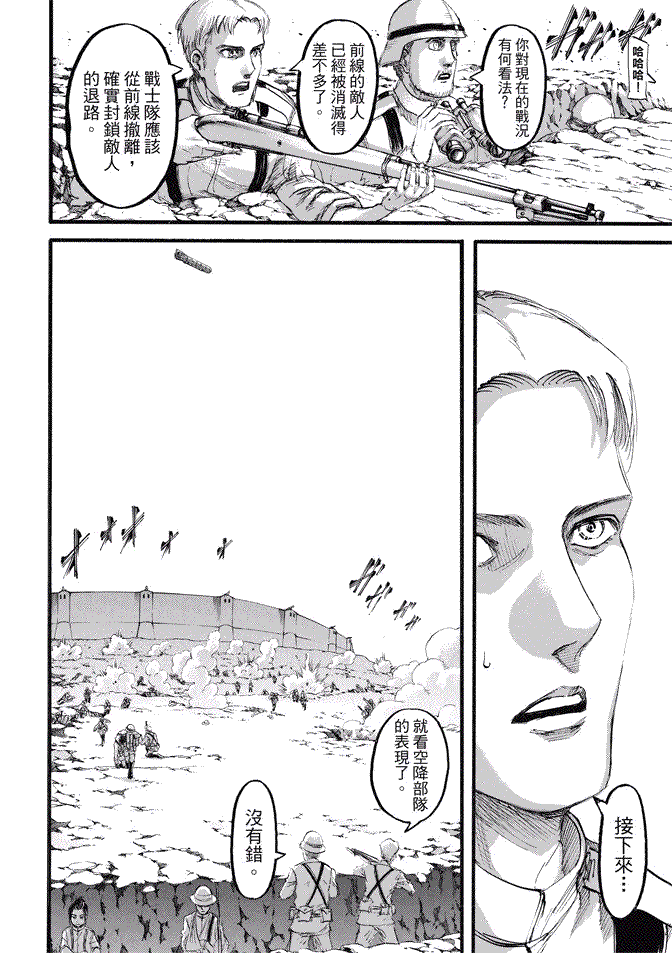 哈哈哈！
你對現在的戰況
有何看法？
前線的敵人
已經被消滅得
差不多了。
戰士隊應該
從前線撤離，
確實封鎖敵人
的退路。
接下來…
就看空降部隊
的表現了。
沒有錯。